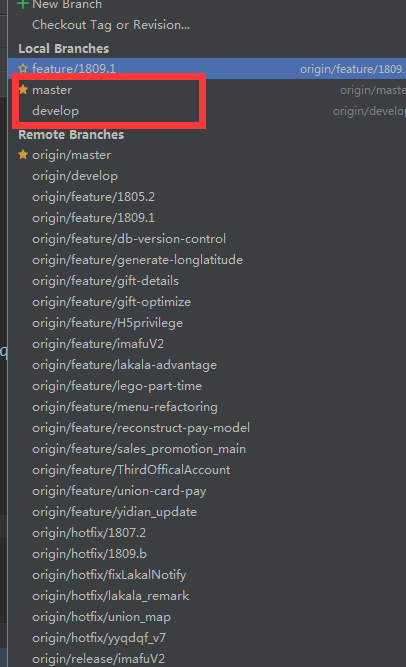 New Branch
Checkout Tag or Revision...
Local Branches
feature/1809.1 origin/feature/1809.
master origin/maste
develop origin/develop
Remote Branches
origin/master
origin/develop
origin/feature/1805.2
origin/feature/1809.1
origin/feature/db-version-control
origin/feature/generate-longlatitude
origin/feature/gift-details
origin/feature/gift-optimize
origin/feature/H5privilege
origin/feature/imafuV2
origin/feature/lakala-advantage
origin/feature/lego-part-time
origin/feature/menu-refactoring
origin/feature/reconstruct-pay-model
origin/feature/sales_promotion_main
origin/feature/ThirdOfficalAccount
origin/feature/union-card-pay
origin/feature/yidian_update
origin/hotfix/1807.2
origin/hotfix/1809.b
origin/hotfix/fixLakalNotify
origin/hotfix/lakala_remark
origin/hotfix/union_map
origin/hotfix/yyqdqf_v7
origin/release/imafuV2